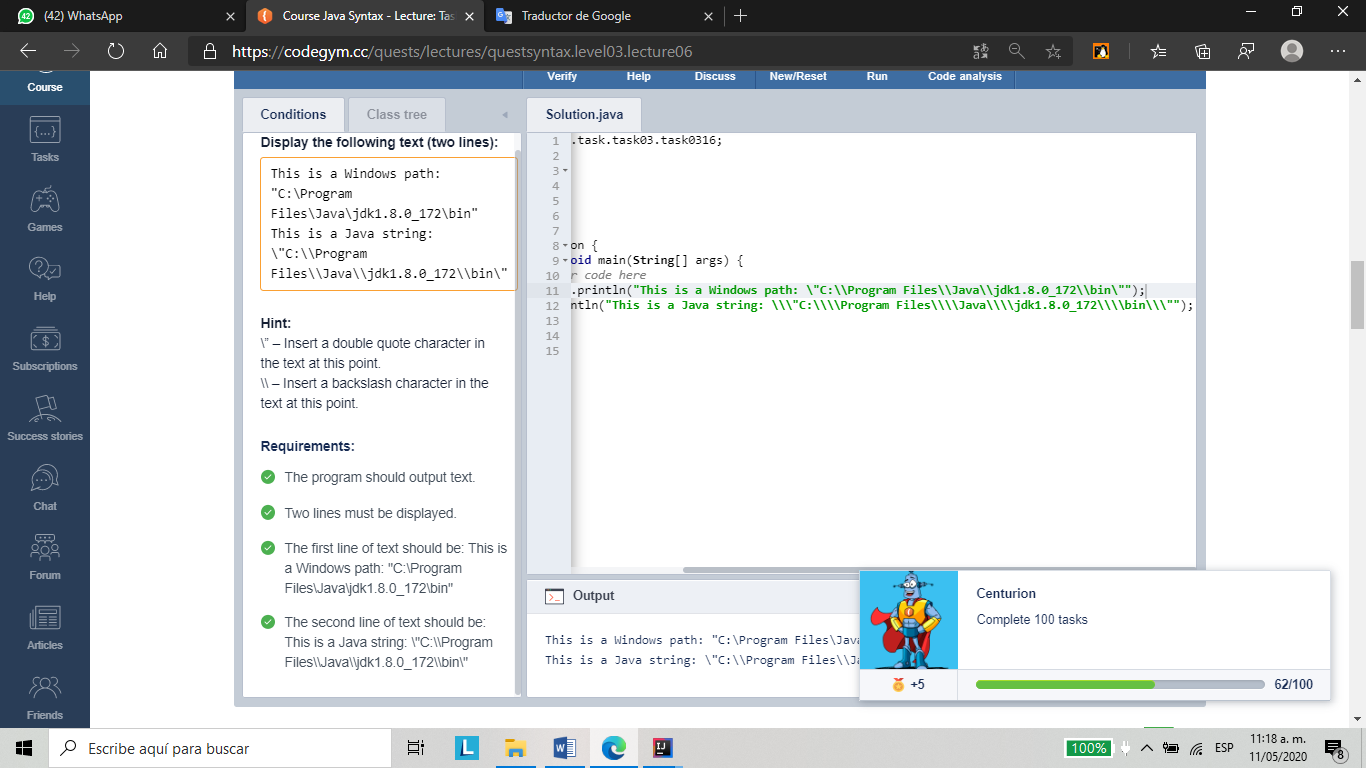 (42) WhatsApp
Course Java Syntax - Lecture: Tas
Traductor de Google
https://codegym.cc/quests/lectures/questsyntax.level03.lecture06
Course
Tasks
Games
Help
Subscriptions
Success stories
Chat
Forum
Articles
Friends
Verify Help Discuss New/Reset Run Code analysis
Conditions Class tree
Display the following text (two lines):
This is a Windows path:
"C:\Program
Files\Java\jdk1.8.0_172\bin"
This is a Java string:
\"C:\\Program
Files\\Java\\jdk1.8.0_172\\bin\"
Hint:
\" – Insert a double quote character in
the text at this point.
\\ – Insert a backslash character in the
text at this point.
Requirements:
The program should output text.
Two lines must be displayed.
The first line of text should be: This is
a Windows path: "C:\Program
Files\Java\jdk1.8.0_172\bin"
The second line of text should be:
This is a Java string: \"C:\\Program
Files\\Java\\jdk1.8.0_172\\bin\"
Solution.java
1 .task.task03.task0316;
2
3
4
5
6
7
8 on {
9 oid main(String[] args) {
10 r code here
11 .println("This is a Windows path: \"C:\\Program Files\\Java\\jdk1.8.0_172\\bin\"");
12 ntln("This is a Java string: \\\"C:\\\\Program Files\\\\Java\\\\jdk1.8.0_172\\\\bin\\\"");
13
14
15
Output
This is a Windows path: "C:\Program Files\Java
This is a Java string: \"C:\\Program Files\\Ja
Centurion
Complete 100 tasks
+5
62/100
Escribe aquí para buscar
100%
ESP
11:18 a. m.
11/05/2020
8